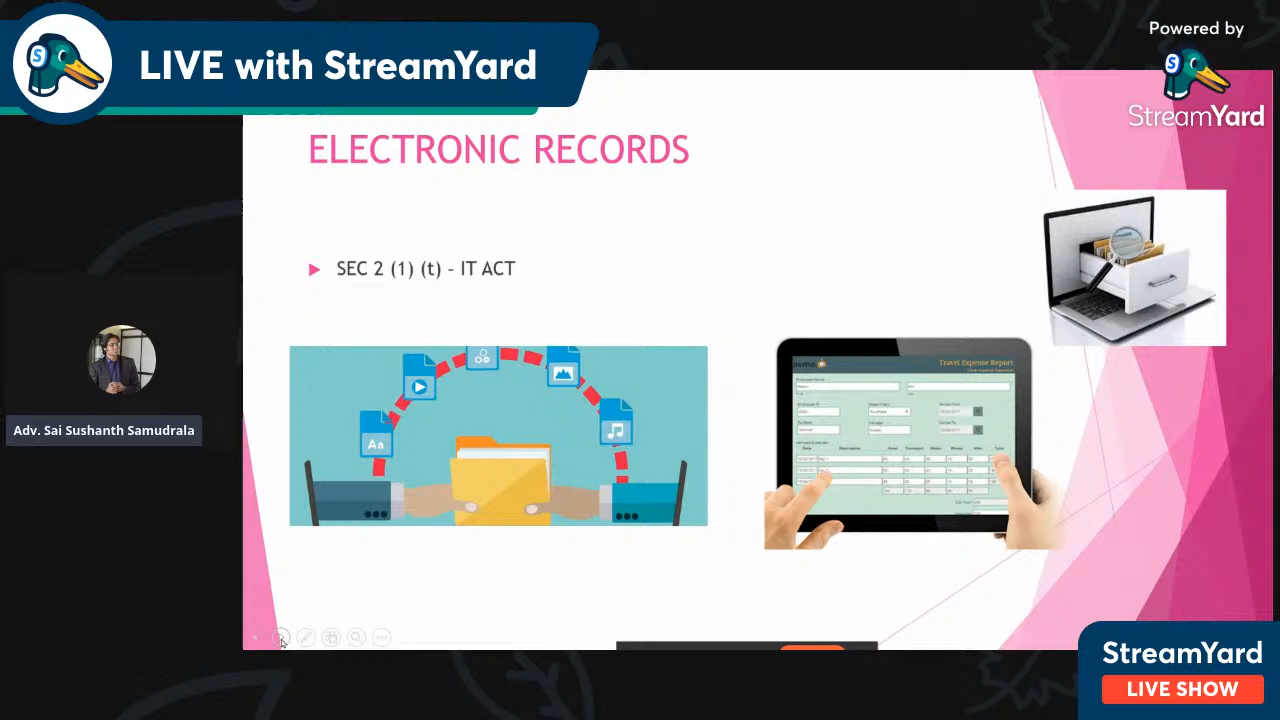 LIVE with StreamYard
Powered by
StreamYard
ELECTRONIC RECORDS
SEC 2 (1) (t) – IT ACT
Aa
Travel Expense Report
Adv. Sai Sushanth Samudrala
StreamYard
LIVE SHOW